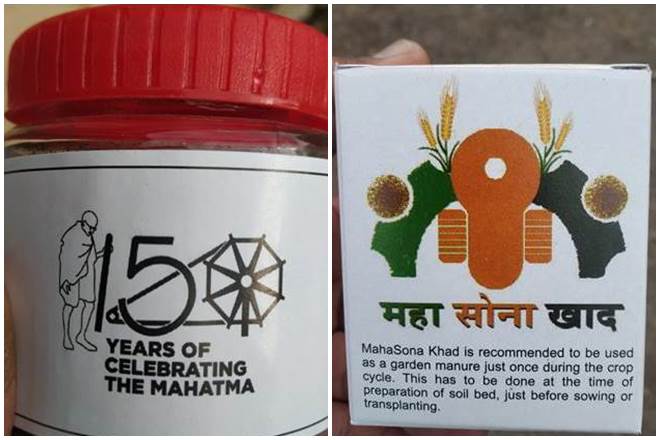 150
YEARS OF
CELEBRATING
THE MAHATMA
महा सोना खाद
MahaSona Khad is recommended to be used
as a garden manure just once during the crop
cycle. This has to be done at the time of
preparation of soil bed, just before sowing or
transplanting.